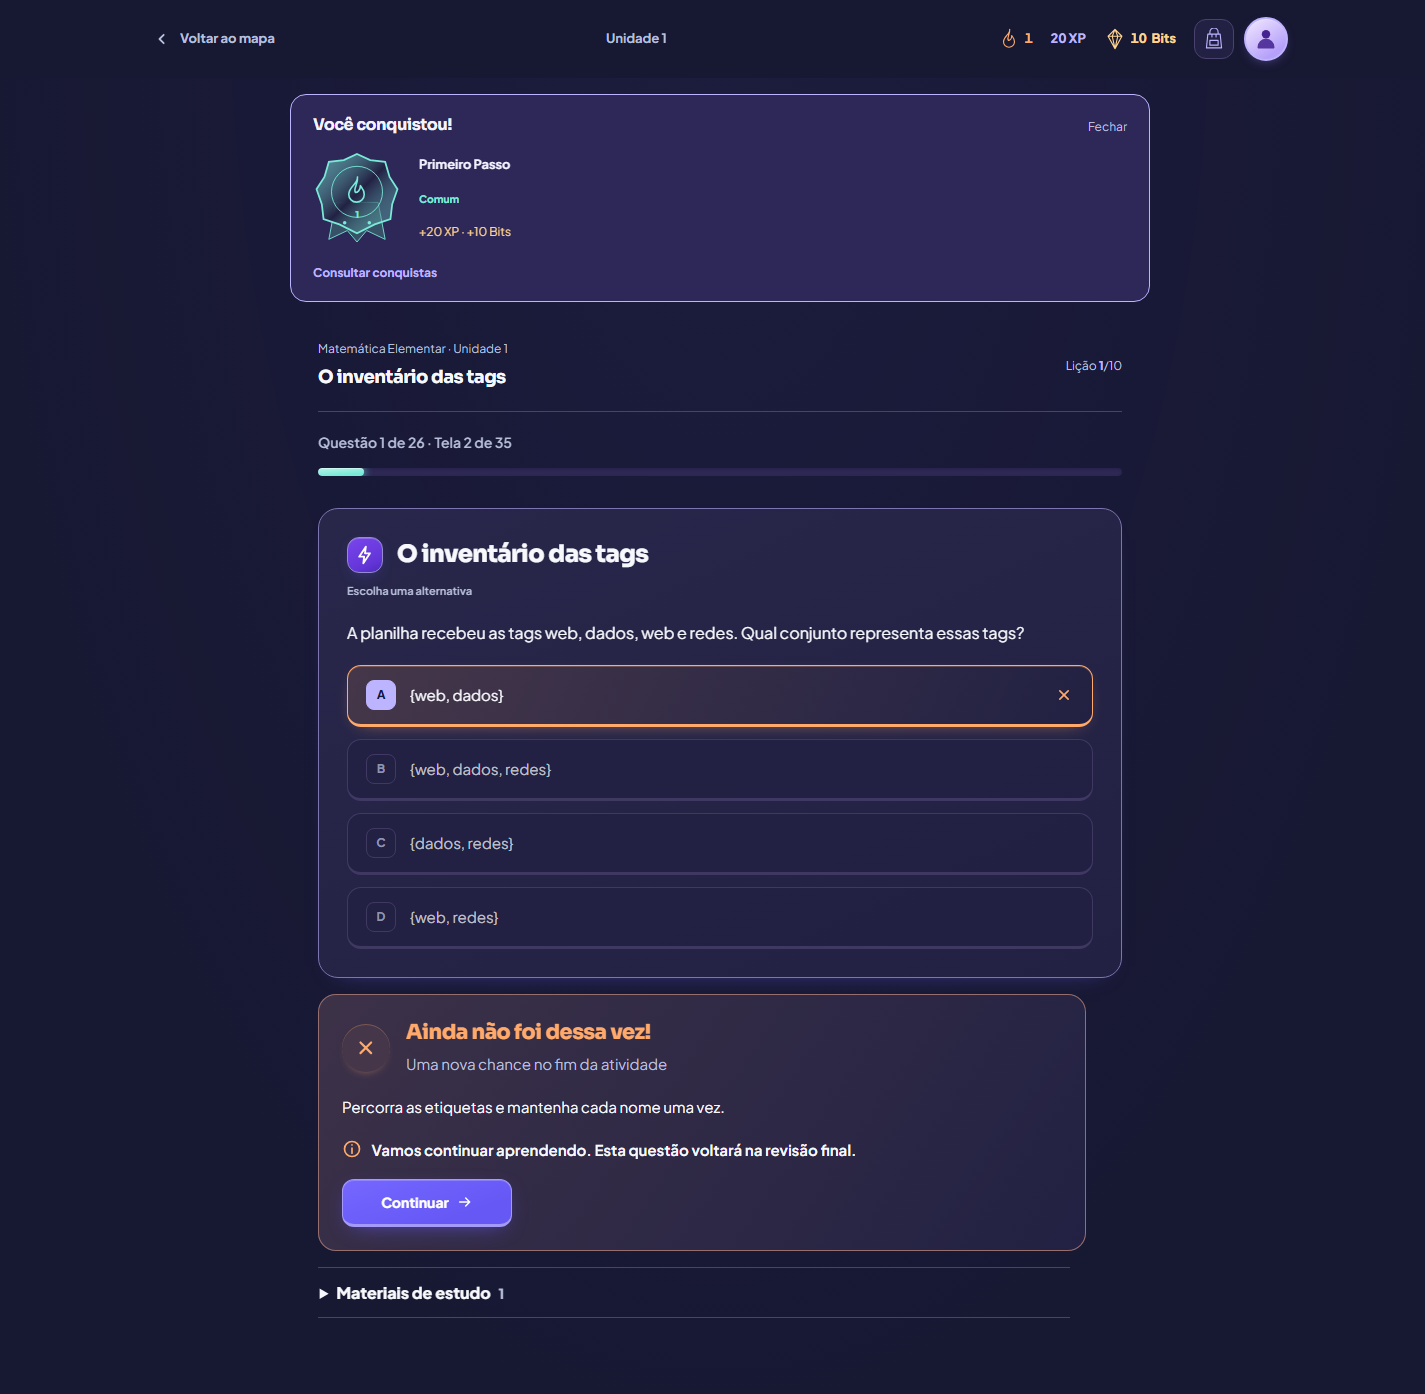 Voltar ao mapa
Unidade 1
1
20 XP
10 Bits
Você conquistou!
Fechar
Primeiro Passo
1
Comum
+20 XP · +10 Bits
Consultar conquistas
Matemática Elementar · Unidade 1
Lição 1/10
O inventário das tags
Questão 1 de 26 · Tela 2 de 35
O inventário das tags
Escolha uma alternativa
A planilha recebeu as tags web, dados, web e redes. Qual conjunto representa essas tags?
A {web, dados}
B {web, dados, redes}
C {dados, redes}
D {web, redes}
Ainda não foi dessa vez!
Uma nova chance no fim da atividade
Percorra as etiquetas e mantenha cada nome uma vez.
Vamos continuar aprendendo. Esta questão voltará na revisão final.
Continuar
Materiais de estudo 1